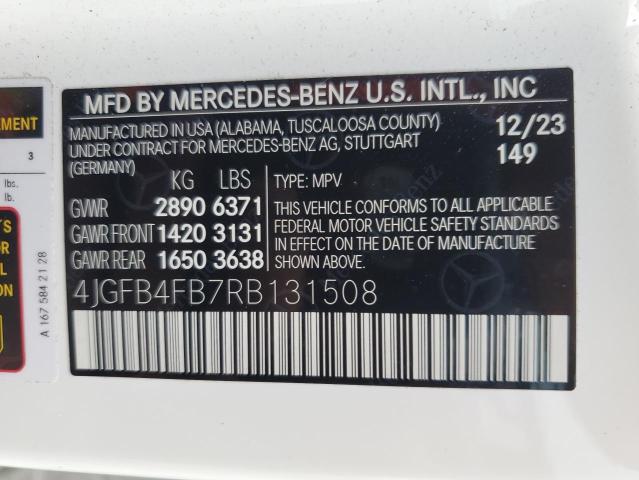 MFD BY MERCEDES-BENZ U.S. INTL., INC
MANUFACTURED IN USA (ALABAMA, TUSCALOOSA COUNTY)
UNDER CONTRACT FOR MERCEDES-BENZ AG, STUTTGART
(GERMANY)
12/23
149
KG LBS
GVWR 2890 6371
GAWR FRONT 1420 3131
GAWR REAR 1650 3638
TYPE: MPV
THIS VEHICLE CONFORMS TO ALL APPLICABLE
FEDERAL MOTOR VEHICLE SAFETY STANDARDS
IN EFFECT ON THE DATE OF MANUFACTURE
SHOWN ABOVE.
4JGFB4FB7RB131508
3
lbs.
lb.
A 167 584 21 28